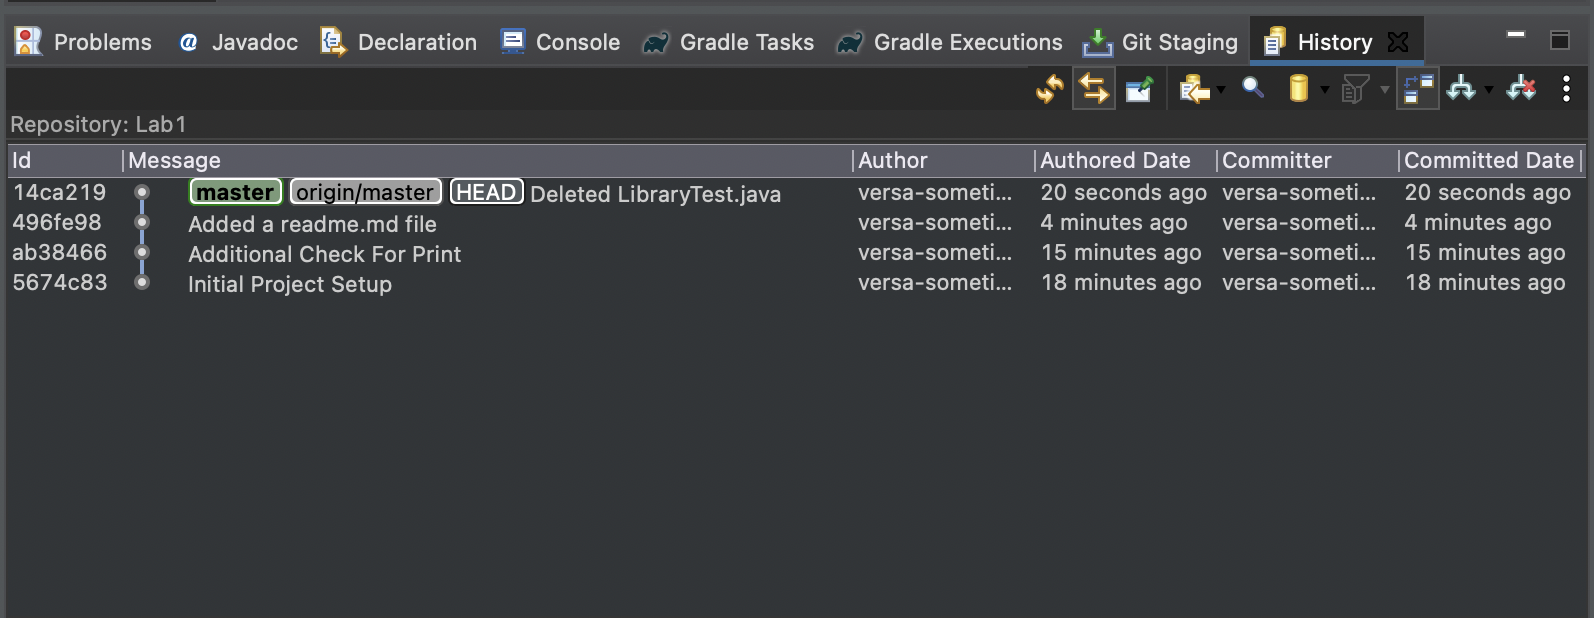 Problems Javadoc Declaration Console Gradle Tasks Gradle Executions Git Staging History
Repository: Lab1
Id Message Author Authored Date Committer Committed Date
14ca219 master origin/master HEAD Deleted LibraryTest.java versa-someti... 20 seconds ago versa-someti... 20 seconds ago
496fe98 Added a readme.md file versa-someti... 4 minutes ago versa-someti... 4 minutes ago
ab38466 Additional Check For Print versa-someti... 15 minutes ago versa-someti... 15 minutes ago
5674c83 Initial Project Setup versa-someti... 18 minutes ago versa-someti... 18 minutes ago